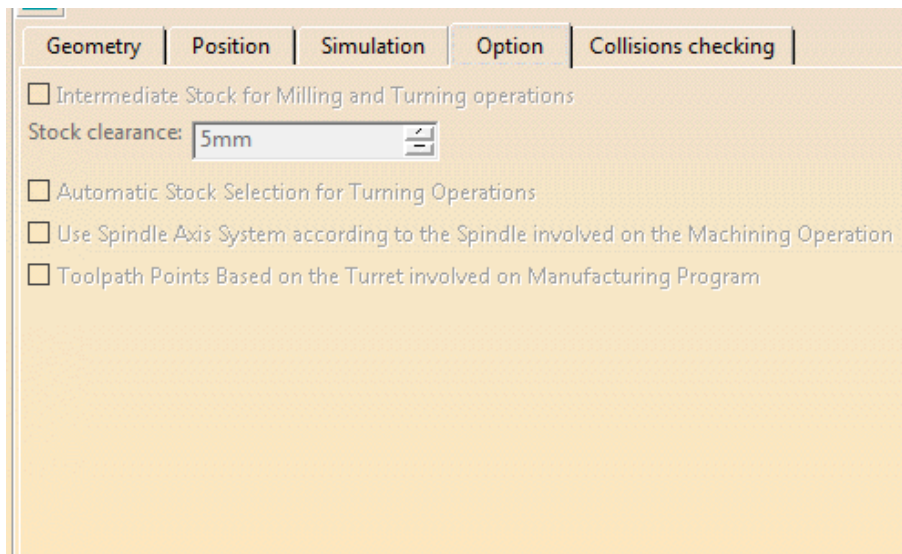 Geometry Position Simulation Option Collisions checking
Intermediate Stock for Milling and Turning operations
Stock clearance: 5mm
Automatic Stock Selection for Turning Operations
Use Spindle Axis System according to the Spindle involved on the Machining Operation
Toolpath Points Based on the Turret involved on Manufacturing Program